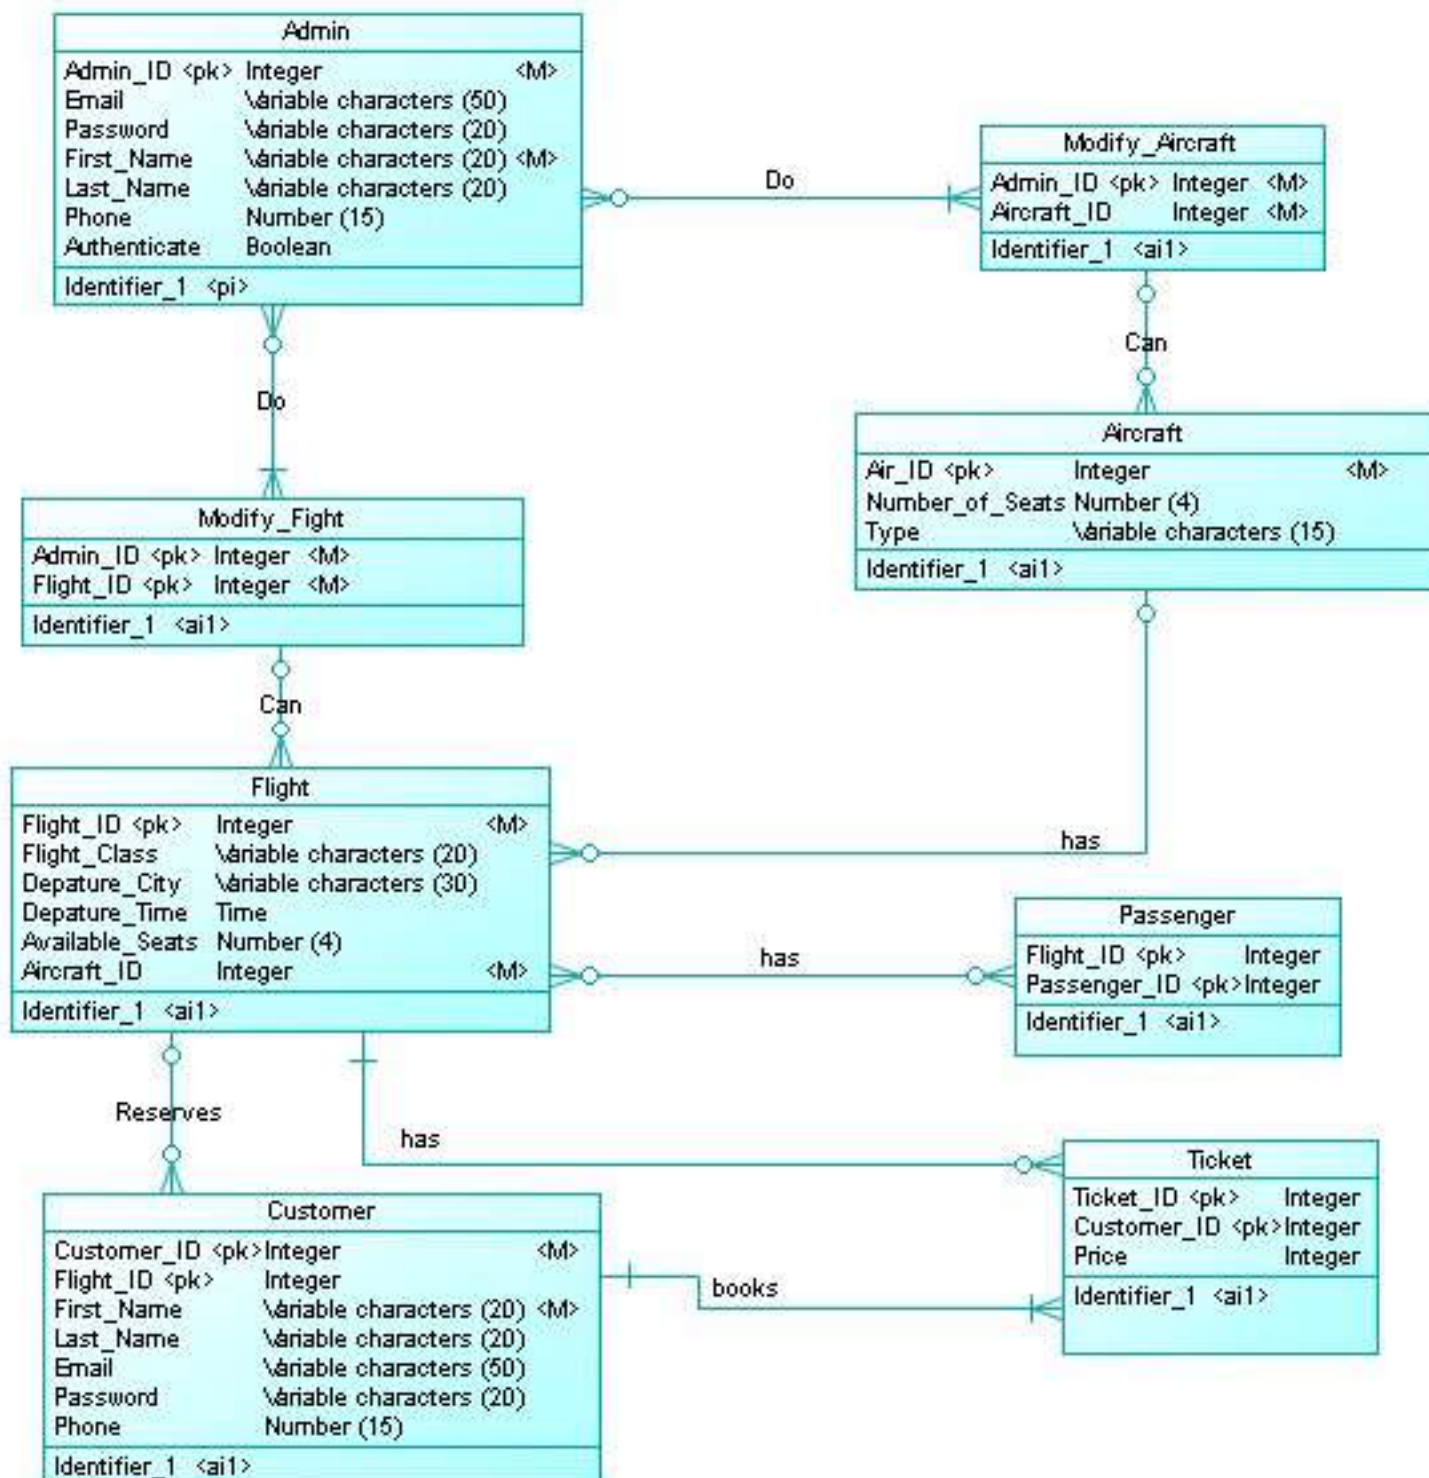 Admin
Admin_ID <pk> Integer <M>
Email Variable characters (50)
Password Variable characters (20)
First_Name Variable characters (20) <M>
Last_Name Variable characters (20)
Phone Number (15)
Authenticate Boolean
Identifier_1 <pi>
Do
Modify_Aircraft
Admin_ID <pk> Integer <M>
Aircraft_ID Integer <M>
Identifier_1 <ai1>
Can
Do
Aircraft
Air_ID <pk> Integer <M>
Number_of_Seats Number (4)
Type Variable characters (15)
Identifier_1 <ai1>
Modify_Fight
Admin_ID <pk> Integer <M>
Flight_ID <pk> Integer <M>
Identifier_1 <ai1>
Can
Flight
Flight_ID <pk> Integer <M>
Flight_Class Variable characters (20)
Depature_City Variable characters (30)
Depature_Time Time
Available_Seats Number (4)
Aircraft_ID Integer <M>
Identifier_1 <ai1>
has
has
Passenger
Flight_ID <pk> Integer
Passenger_ID <pk> Integer
Identifier_1 <ai1>
Reserves
has
Ticket
Ticket_ID <pk> Integer
Customer_ID <pk> Integer
Price Integer
Identifier_1 <ai1>
Customer
Customer_ID <pk> Integer <M>
Flight_ID <pk> Integer
First_Name Variable characters (20) <M>
Last_Name Variable characters (20)
Email Variable characters (50)
Password Variable characters (20)
Phone Number (15)
Identifier_1 <ai1>
books